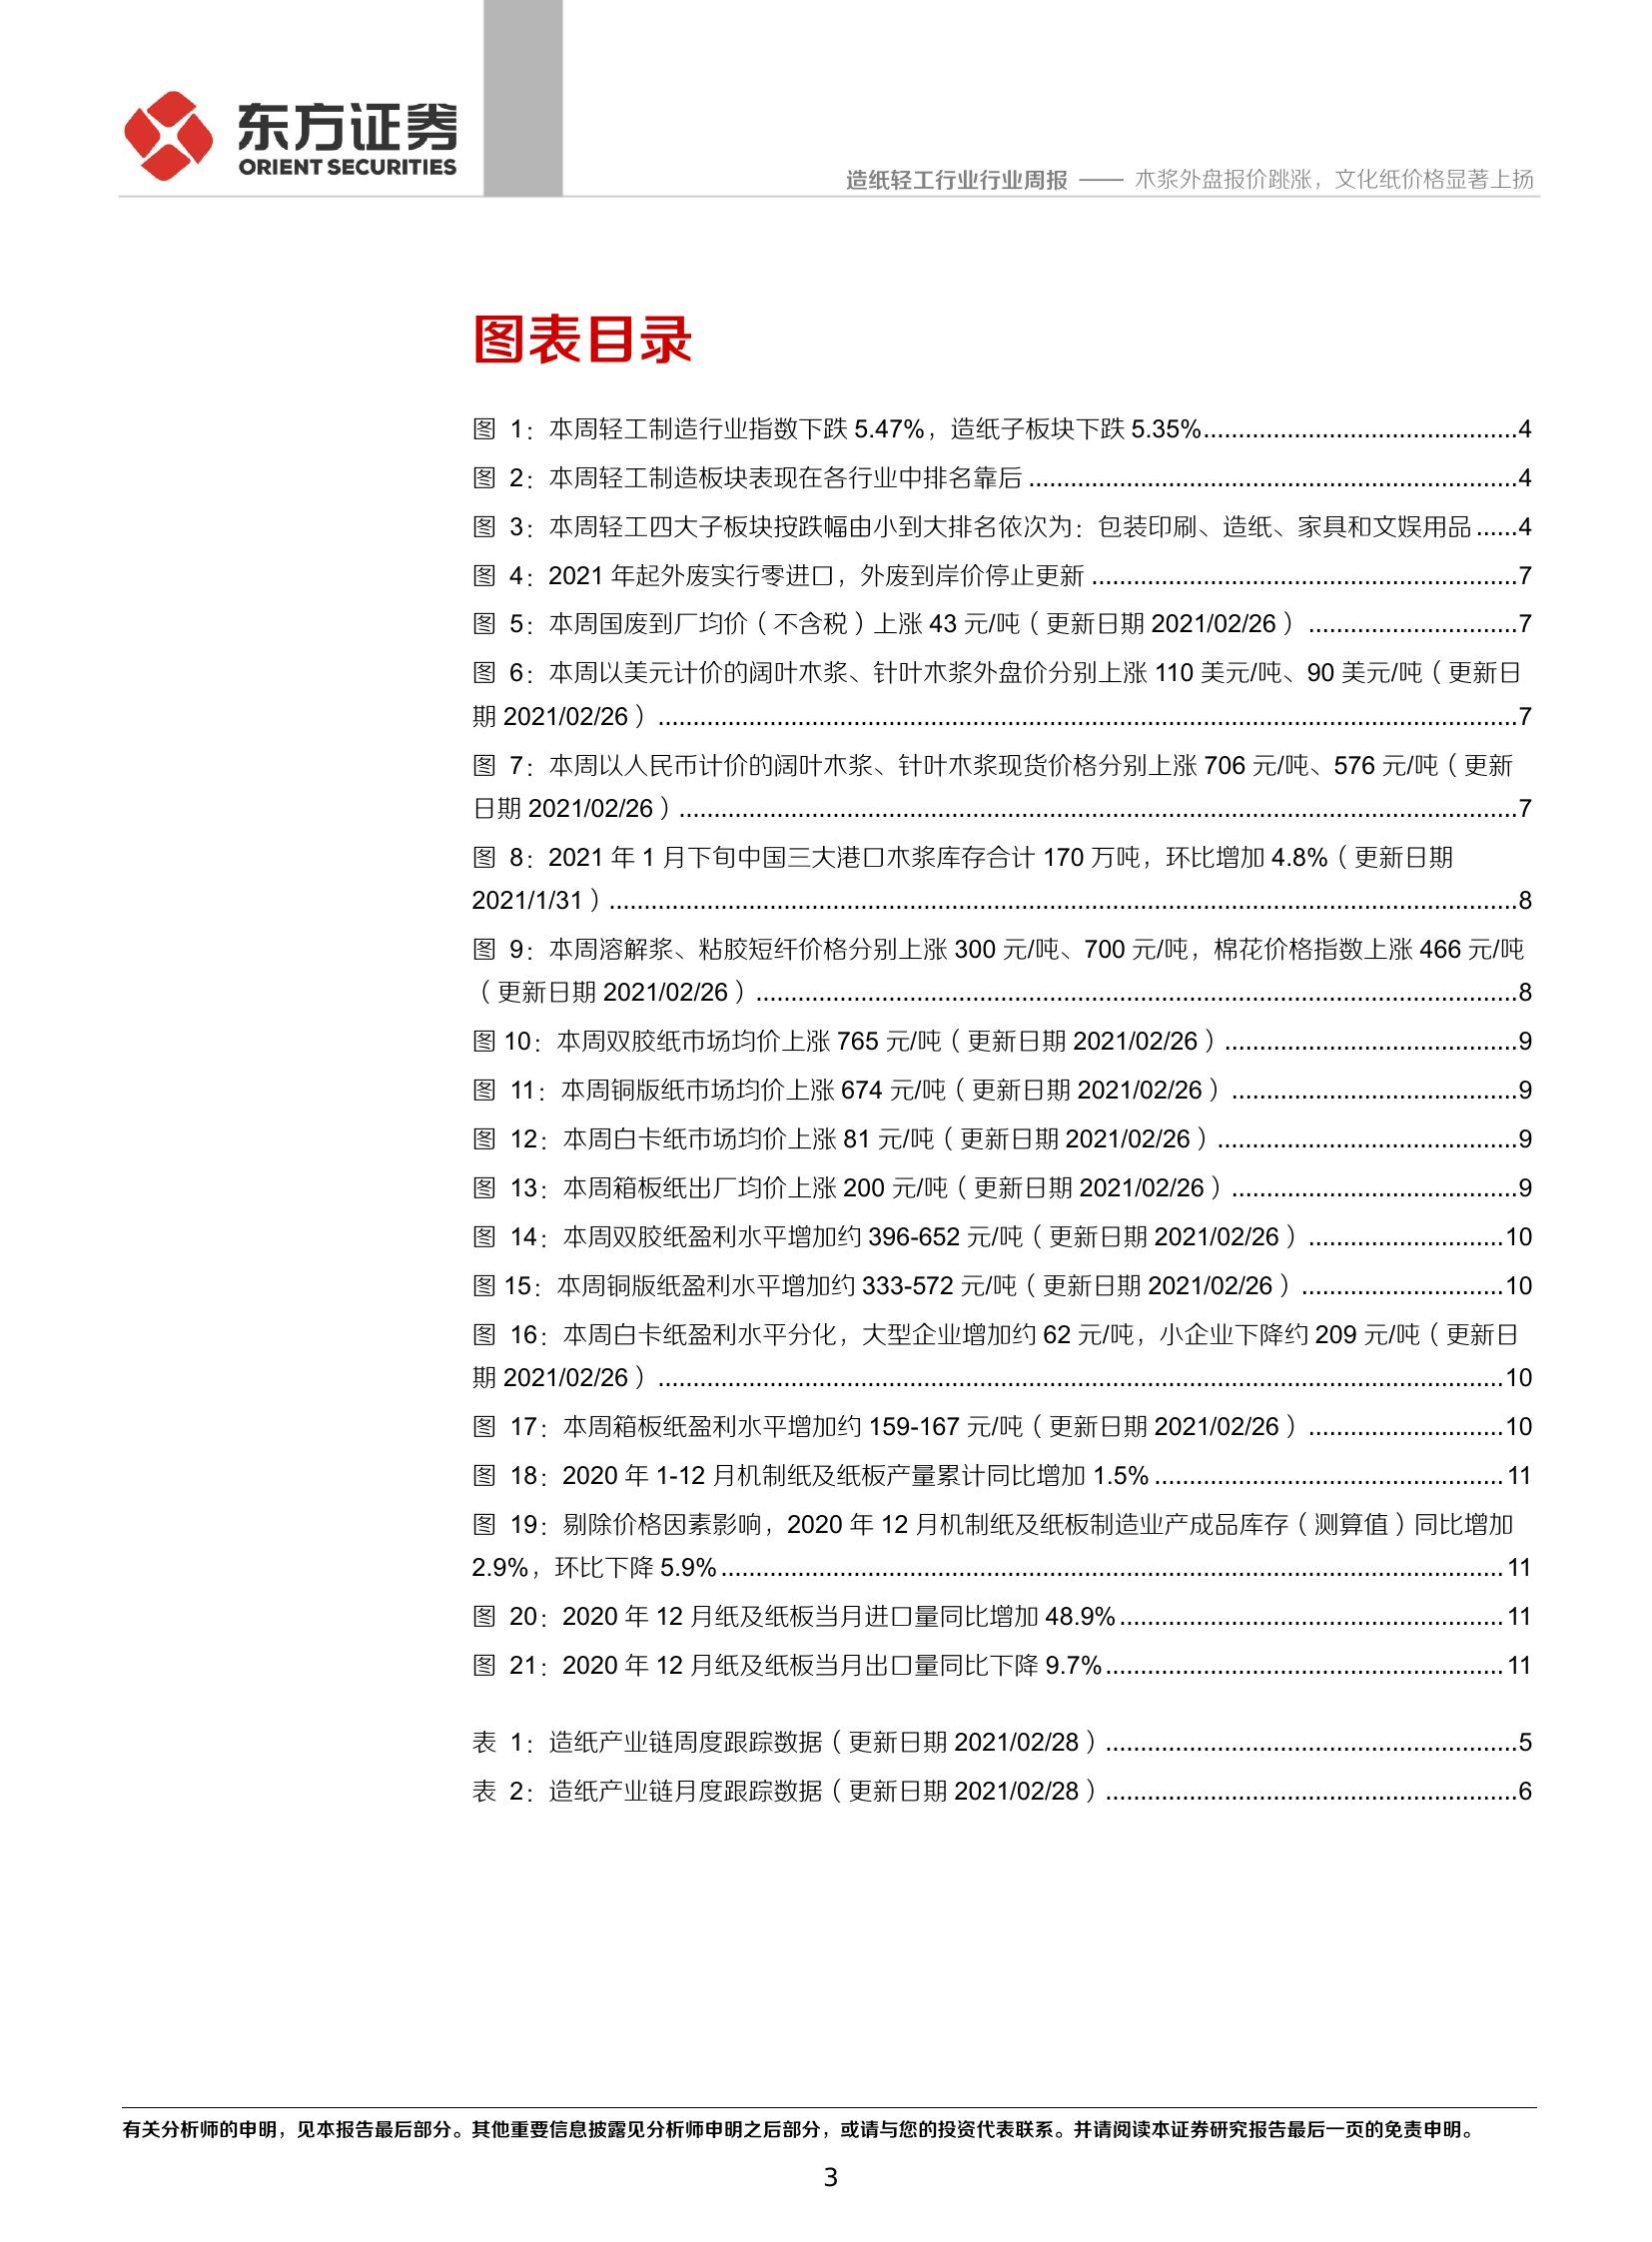 东方证券
ORIENT SECURITIES
造纸轻工行业行业周报 —— 木浆外盘报价跳涨，文化纸价格显著上扬
图表目录
图 1：本周轻工制造行业指数下跌 5.47%，造纸子板块下跌 5.35%.............................................4
图 2：本周轻工制造板块表现在各行业中排名靠后......................................................................4
图 3：本周轻工四大子板块按跌幅由小到大排名依次为：包装印刷、造纸、家具和文娱用品......4
图 4：2021 年起外废实行零进口，外废到岸价停止更新.............................................................7
图 5：本周国废到厂均价（不含税）上涨 43 元/吨（更新日期 2021/02/26）..............................7
图 6：本周以美元计价的阔叶木浆、针叶木浆外盘价分别上涨 110 美元/吨、90 美元/吨（更新日
期 2021/02/26）...........................................................................................................................7
图 7：本周以人民币计价的阔叶木浆、针叶木浆现货价格分别上涨 706 元/吨、576 元/吨（更新
日期 2021/02/26）........................................................................................................................7
图 8：2021 年 1 月下旬中国三大港口木浆库存合计 170 万吨，环比增加 4.8%（更新日期
2021/1/31）..................................................................................................................................8
图 9：本周溶解浆、粘胶短纤价格分别上涨 300 元/吨、700 元/吨，棉花价格指数上涨 466 元/吨
（更新日期 2021/02/26）.............................................................................................................8
图 10：本周双胶纸市场均价上涨 765 元/吨（更新日期 2021/02/26）..........................................9
图 11：本周铜版纸市场均价上涨 674 元/吨（更新日期 2021/02/26）.........................................9
图 12：本周白卡纸市场均价上涨 81 元/吨（更新日期 2021/02/26）...........................................9
图 13：本周箱板纸出厂均价上涨 200 元/吨（更新日期 2021/02/26）.........................................9
图 14：本周双胶纸盈利水平增加约 396-652 元/吨（更新日期 2021/02/26）............................10
图 15：本周铜版纸盈利水平增加约 333-572 元/吨（更新日期 2021/02/26）.............................10
图 16：本周白卡纸盈利水平分化，大型企业增加约 62 元/吨，小企业下降约 209 元/吨（更新日
期 2021/02/26）.........................................................................................................................10
图 17：本周箱板纸盈利水平增加约 159-167 元/吨（更新日期 2021/02/26）............................10
图 18：2020 年 1-12 月机制纸及纸板产量累计同比增加 1.5%..................................................11
图 19：剔除价格因素影响，2020 年 12 月机制纸及纸板制造业产成品库存（测算值）同比增加
2.9%，环比下降 5.9%................................................................................................................11
图 20：2020 年 12 月纸及纸板当月进口量同比增加 48.9%.......................................................11
图 21：2020 年 12 月纸及纸板当月出口量同比下降 9.7%.........................................................11
表 1：造纸产业链周度跟踪数据（更新日期 2021/02/28）...........................................................5
表 2：造纸产业链月度跟踪数据（更新日期 2021/02/28）...........................................................6
有关分析师的申明，见本报告最后部分。其他重要信息披露见分析师申明之后部分，或请与您的投资代表联系。并请阅读本证券研究报告最后一页的免责申明。
3